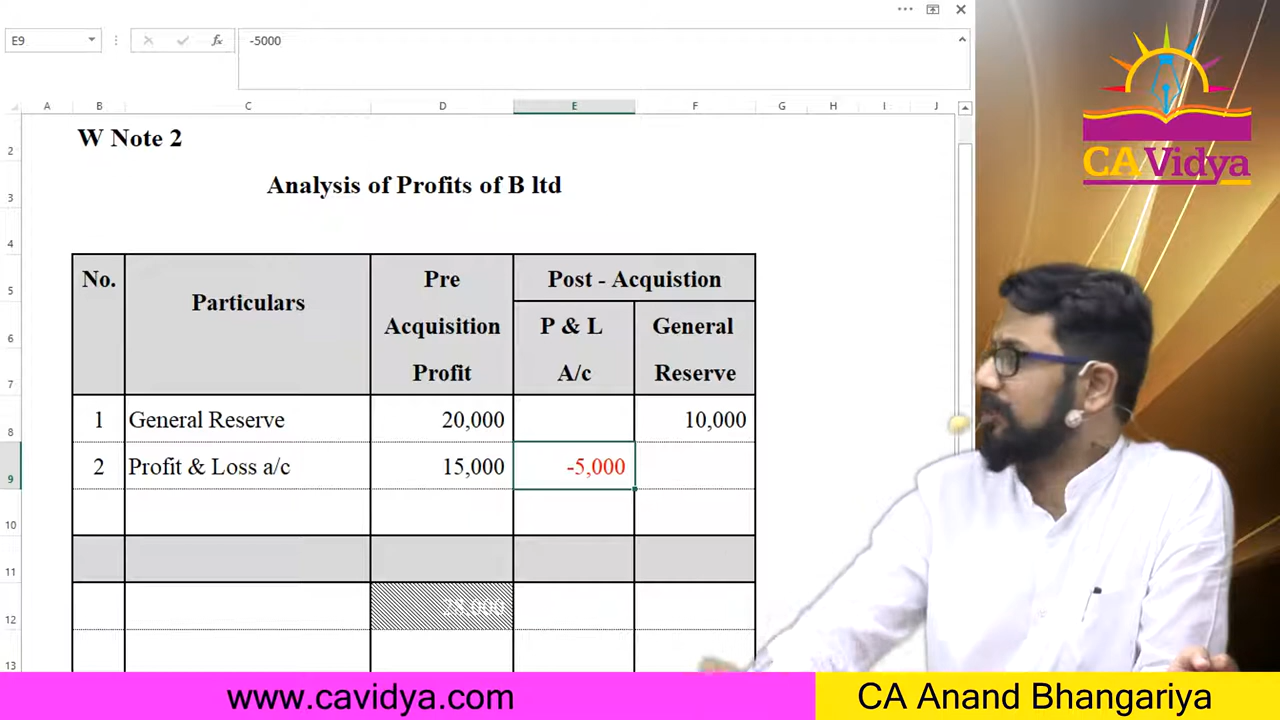 E9
fx
-5000
A B C D E F G H I J
2 W Note 2
3 Analysis of Profits of B ltd
4
5 No. Particulars Pre Post - Acquistion
6 Acquisition P & L General
7 Profit A/c Reserve
8 1 General Reserve 20,000 10,000
9 2 Profit & Loss a/c 15,000 -5,000
10
11
12
13
CA Vidya
www.cavidya.com
CA Anand Bhangariya